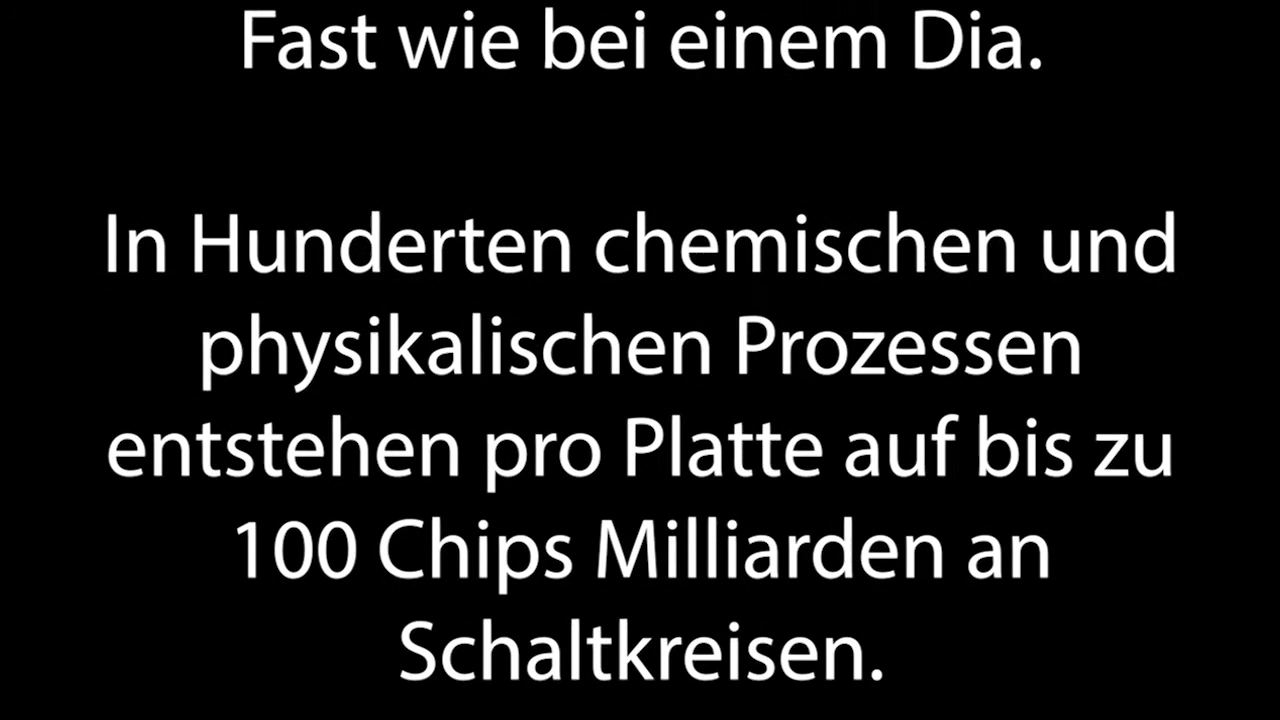 Fast wie bei einem Dia.
In Hunderten chemischen und
physikalischen Prozessen
entstehen pro Platte auf bis zu
100 Chips Milliarden an
Schaltkreisen.